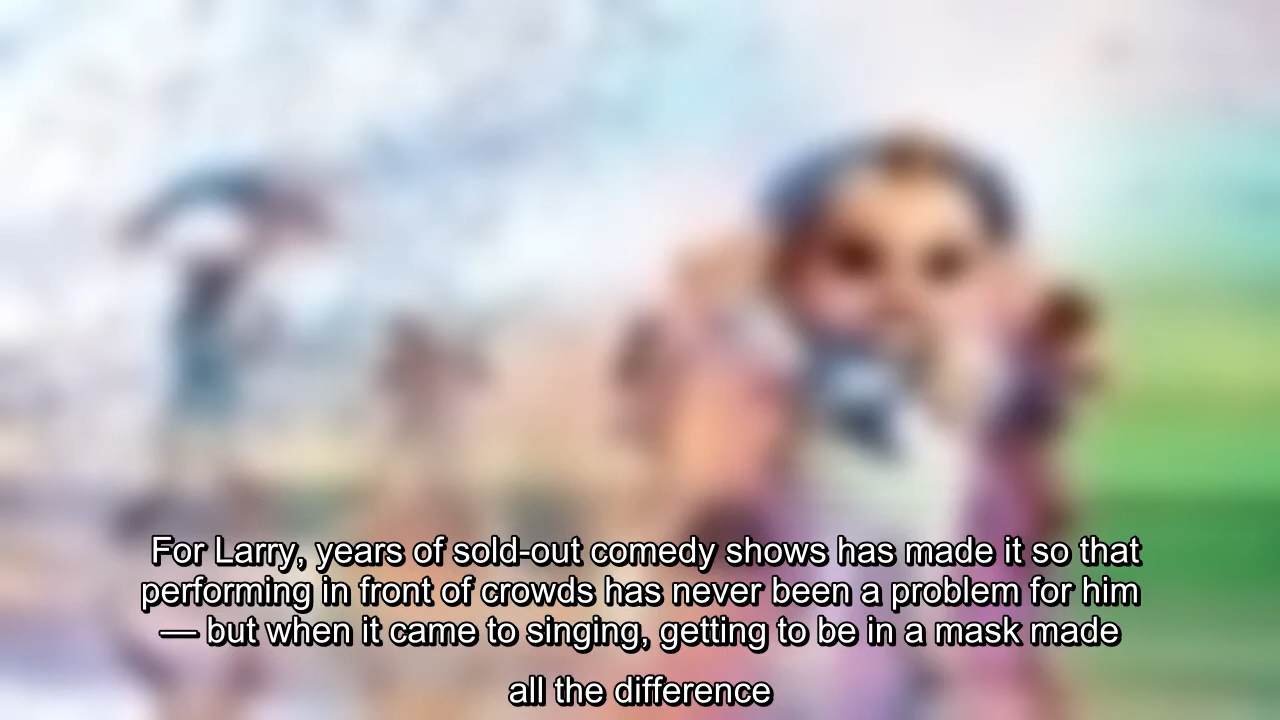 For Larry, years of sold-out comedy shows has made it so that
performing in front of crowds has never been a problem for him
— but when it came to singing, getting to be in a mask made
all the difference